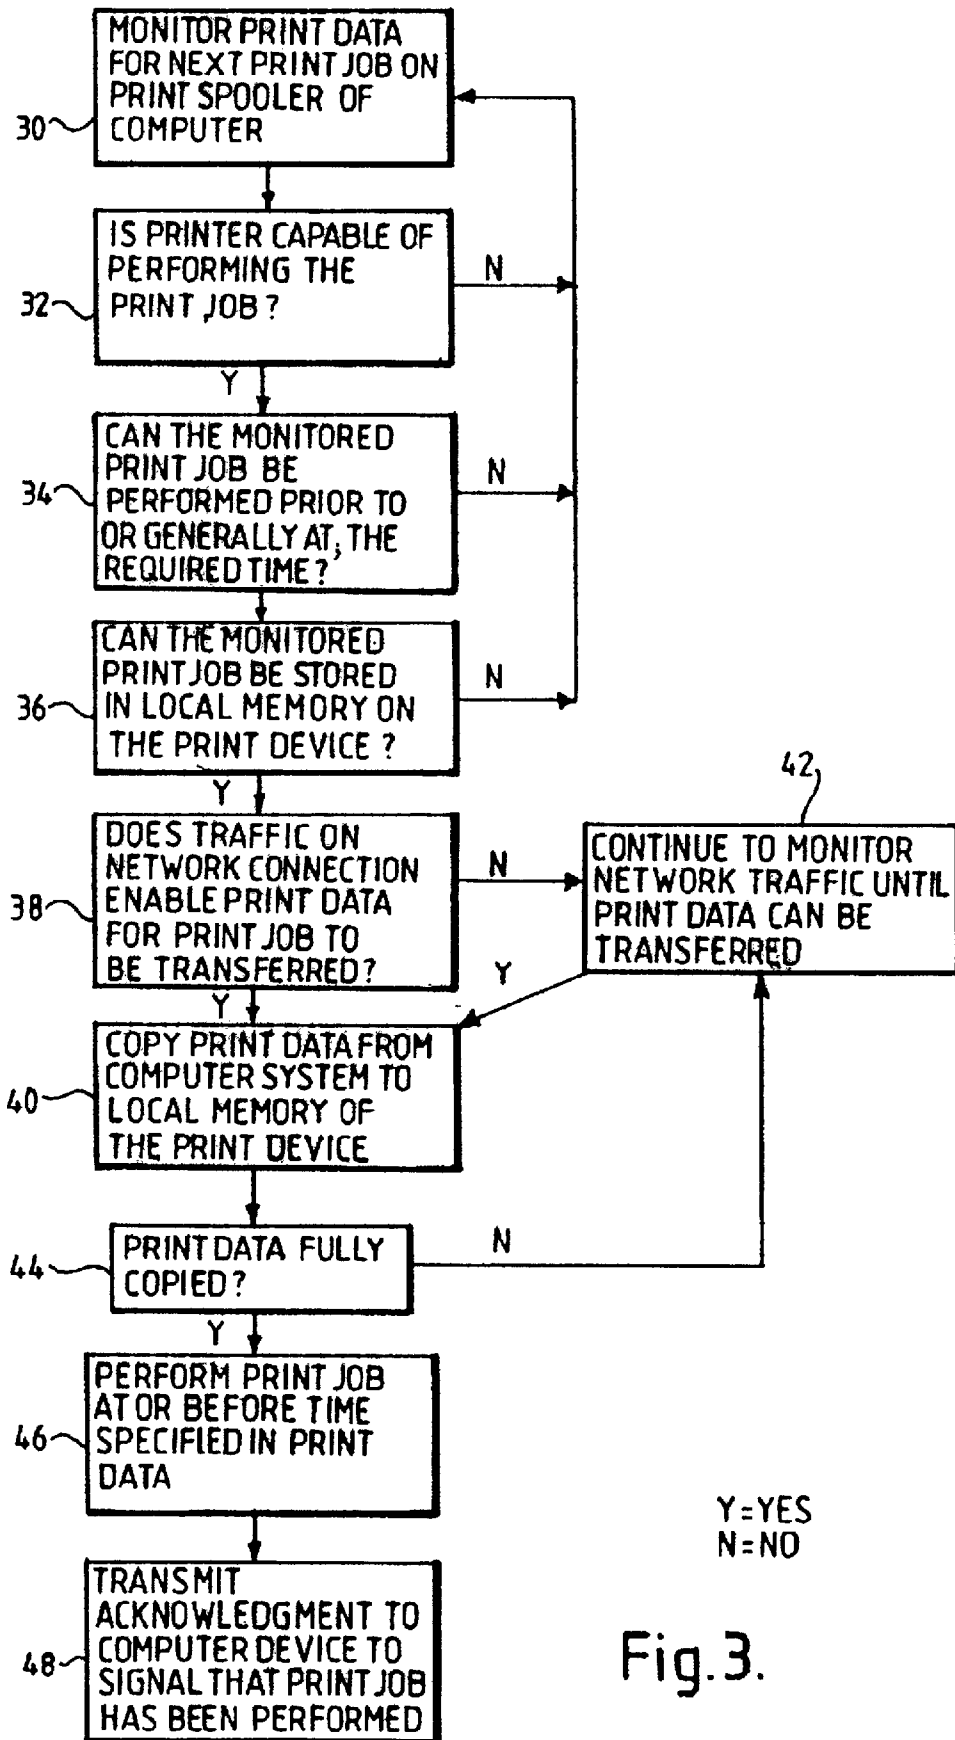 MONITOR PRINT DATA
FOR NEXT PRINT JOB ON
PRINT SPOOLER OF
COMPUTER
30
IS PRINTER CAPABLE OF
PERFORMING THE
PRINT JOB?
32
N
Y
CAN THE MONITORED
PRINT JOB BE
PERFORMED PRIOR TO
OR GENERALLY AT, THE
REQUIRED TIME?
34
N
CAN THE MONITORED
PRINT JOB BE STORED
IN LOCAL MEMORY ON
THE PRINT DEVICE ?
36
N
Y
DOES TRAFFIC ON
NETWORK CONNECTION
ENABLE PRINT DATA
FOR PRINT JOB TO
BE TRANSFERRED?
38
N
42
CONTINUE TO MONITOR
NETWORK TRAFFIC UNTIL
PRINT DATA CAN BE
TRANSFERRED
Y
Y
COPY PRINT DATA FROM
COMPUTER SYSTEM TO
LOCAL MEMORY OF
THE PRINT DEVICE
40
PRINT DATA FULLY
COPIED?
44
N
Y
PERFORM PRINT JOB
AT OR BEFORE TIME
SPECIFIED IN PRINT
DATA
46
TRANSMIT
ACKNOWLEDGMENT TO
COMPUTER DEVICE TO
SIGNAL THAT PRINT JOB
HAS BEEN PERFORMED
48
Y=YES
N=NO
Fig.3.